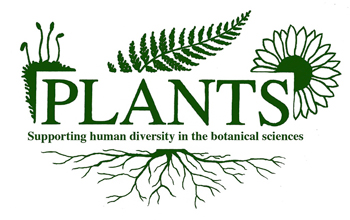 PLANTS
Supporting human diversity in the botanical sciences